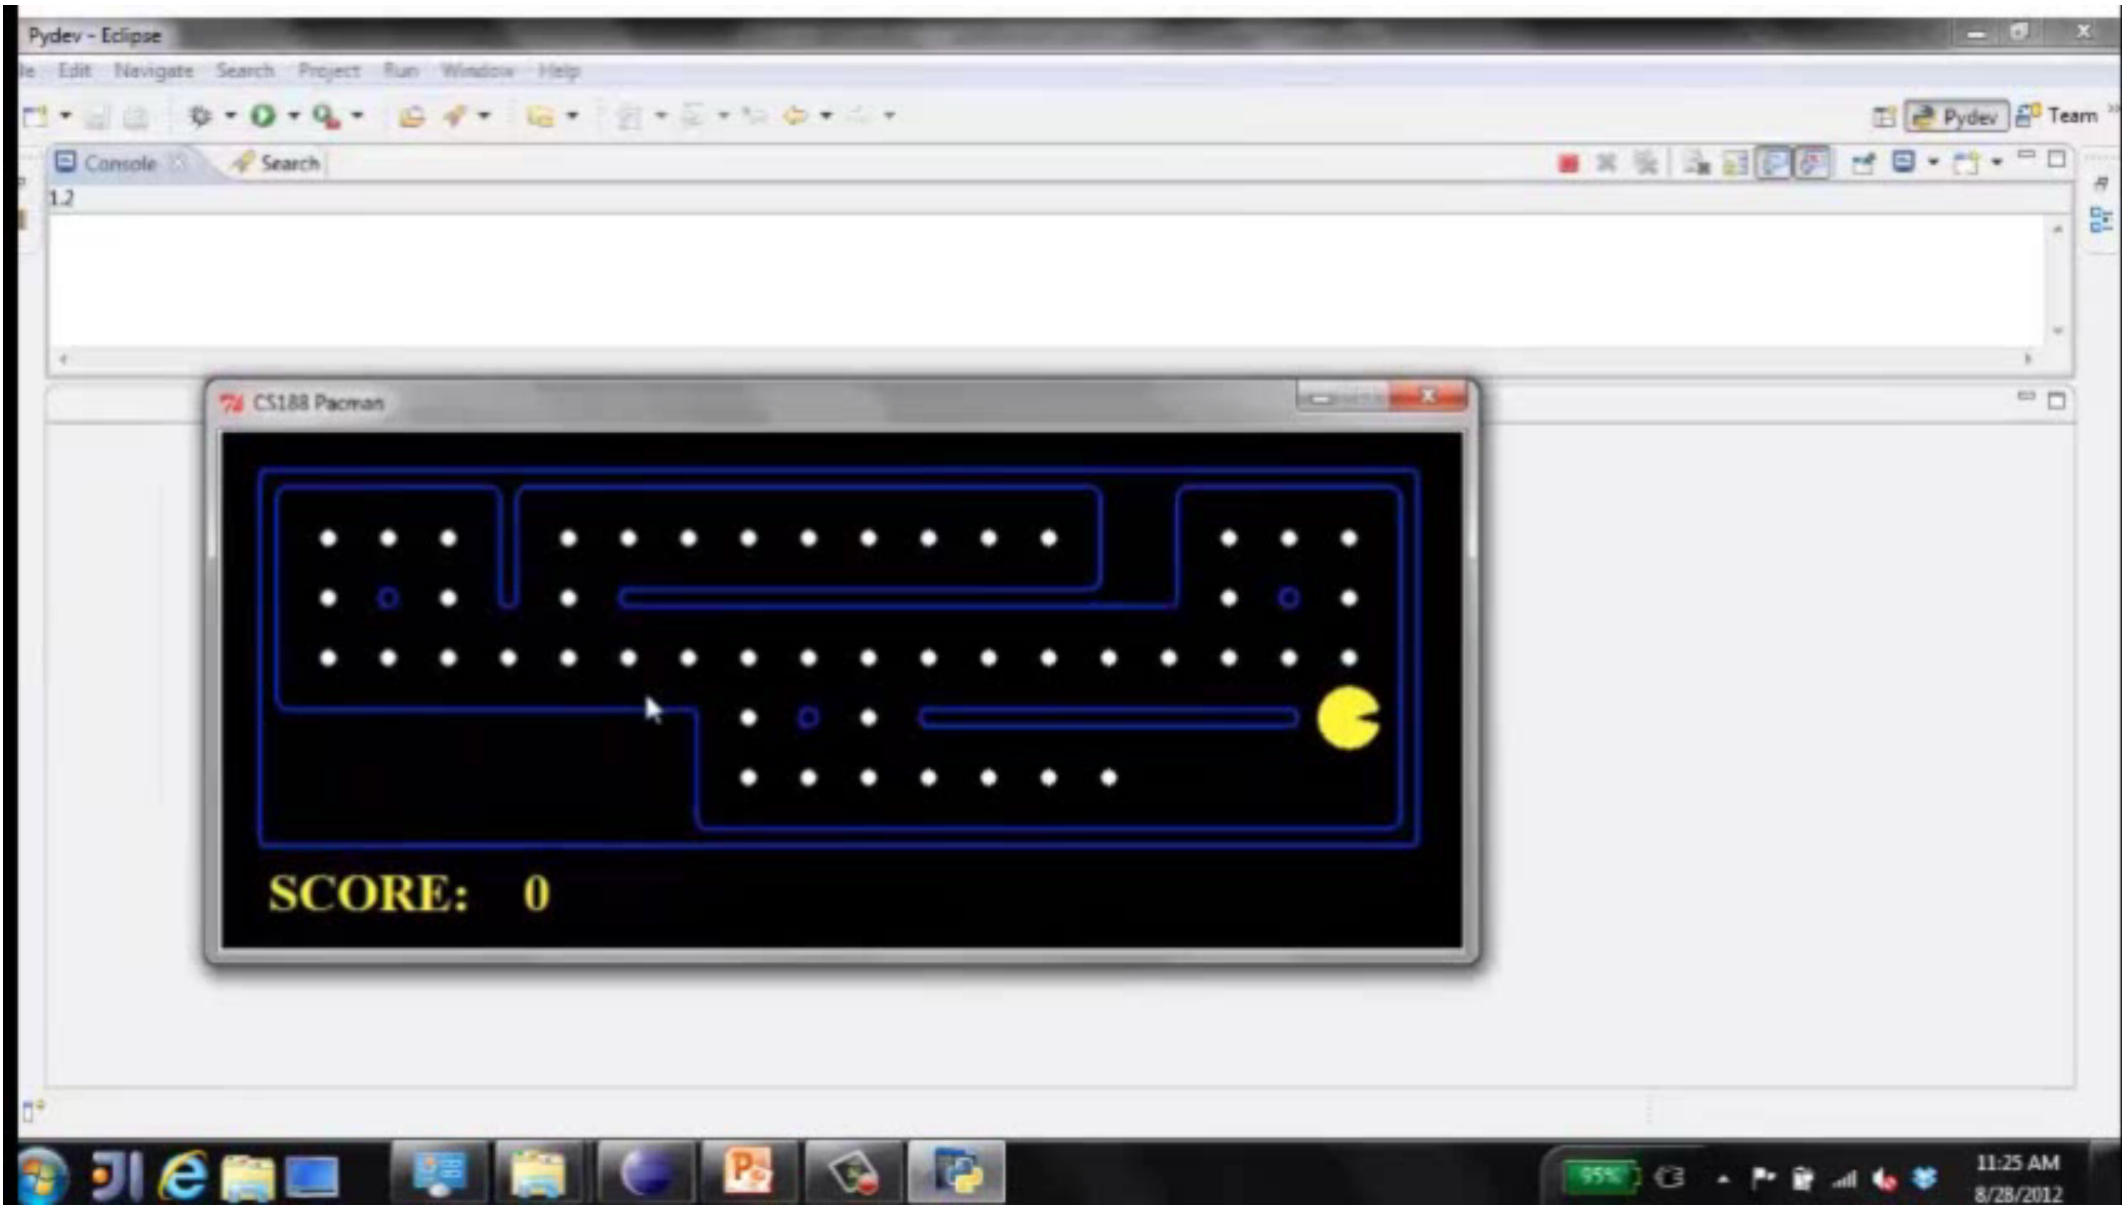 Pydev - Eclipse
le Edit Navigate Search Project Run Window Help
Pydev Team
Console Search
1.2
CS188 Pacman
SCORE: 0
95%
11:25 AM
8/28/2012